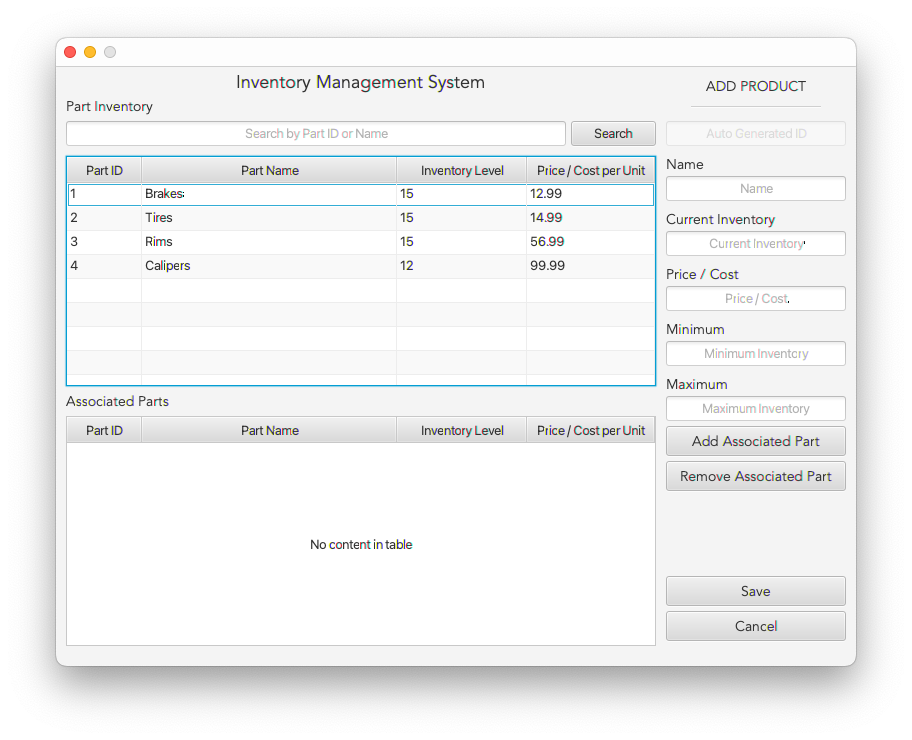 Inventory Management System
Part Inventory
Search by Part ID or Name
Search
Part ID Part Name Inventory Level Price / Cost per Unit
1 Brakes 15 12.99
2 Tires 15 14.99
3 Rims 15 56.99
4 Calipers 12 99.99
Associated Parts
Part ID Part Name Inventory Level Price / Cost per Unit
No content in table
ADD PRODUCT
Auto Generated ID
Name
Name
Current Inventory
Current Inventory
Price / Cost
Price / Cost
Minimum
Minimum Inventory
Maximum
Maximum Inventory
Add Associated Part
Remove Associated Part
Save
Cancel